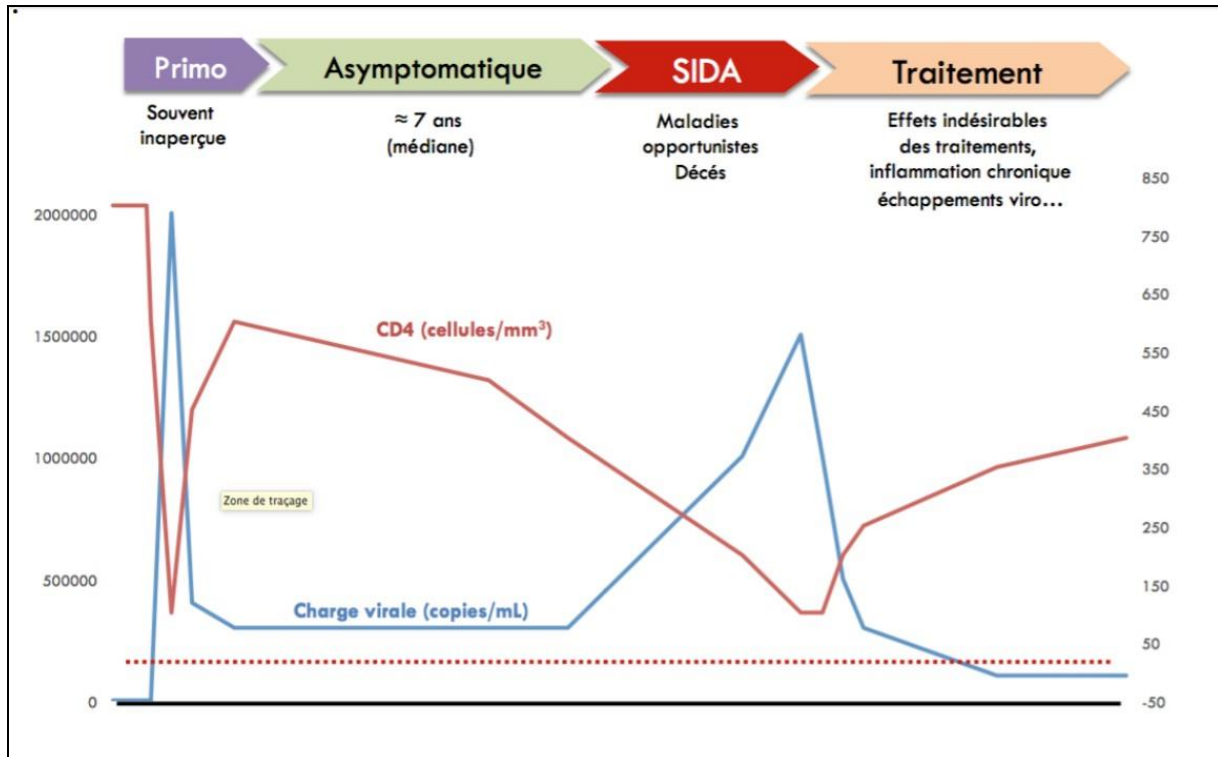 Primo
Asymptomatique
SIDA
Traitement
Souvent
inaperçue
≈ 7 ans
(médiane)
Maladies
opportunistes
Décés
Effets indésirables
des traitements,
inflammation chronique
échappements viro…
2000000
1500000
1000000
500000
0
CD4 (cellules/mm³)
Zone de traçage
Charge virale (copies/mL)
850
750
650
550
450
350
250
150
50
-50